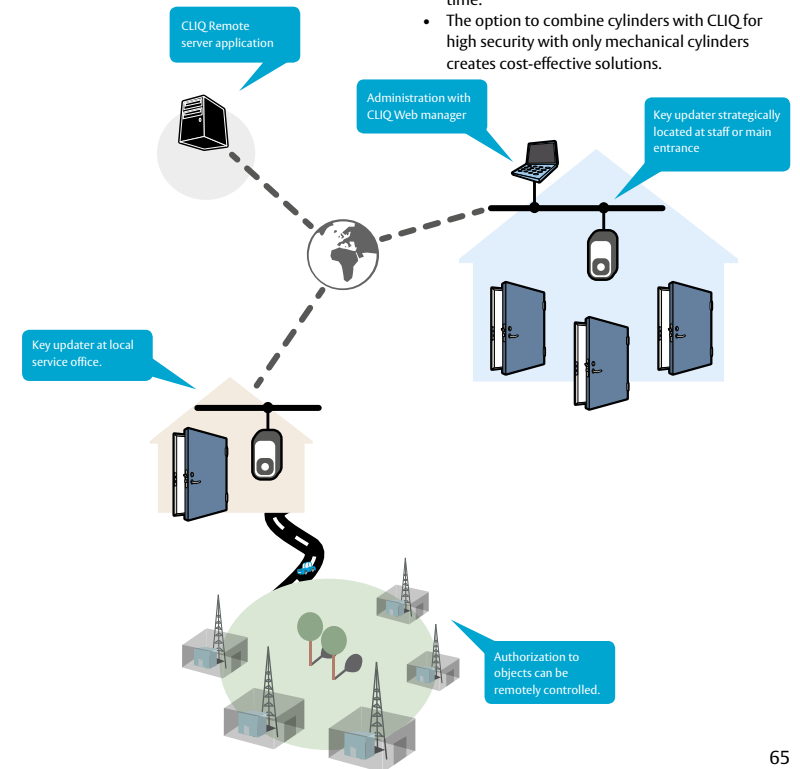 time.
• The option to combine cylinders with CLIQ for
high security with only mechanical cylinders
creates cost-effective solutions.
CLIQ Remote
server application
Administration with
CLIQ Web manager
Key updater strategically
located at staff or main
entrance
Key updater at local
service office.
Authorization to
objects can be
remotely controlled.
65